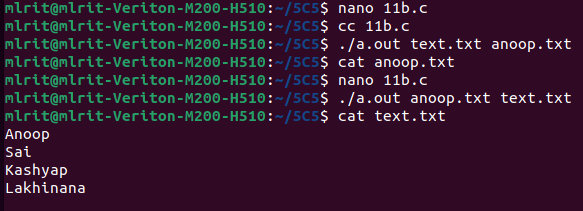 mlrit@mlrit-Veriton-M200-H510:~/5C5$ nano 11b.c
mlrit@mlrit-Veriton-M200-H510:~/5C5$ cc 11b.c
mlrit@mlrit-Veriton-M200-H510:~/5C5$ ./a.out text.txt anoop.txt
mlrit@mlrit-Veriton-M200-H510:~/5C5$ cat anoop.txt
mlrit@mlrit-Veriton-M200-H510:~/5C5$ nano 11b.c
mlrit@mlrit-Veriton-M200-H510:~/5C5$ ./a.out anoop.txt text.txt
mlrit@mlrit-Veriton-M200-H510:~/5C5$ cat text.txt
Anoop
Sai
Kashyap
Lakhinana